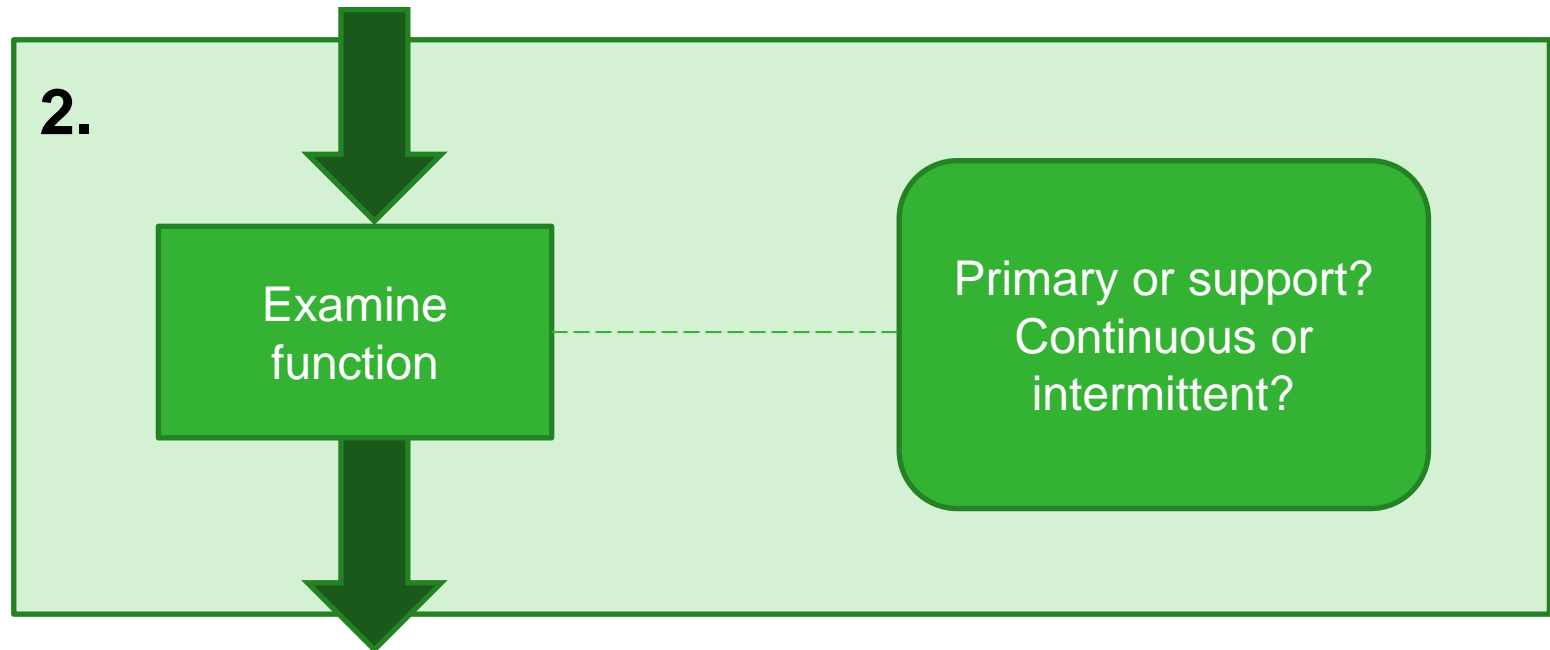 2.
Examine
function
Primary or support?
Continuous or
intermittent?